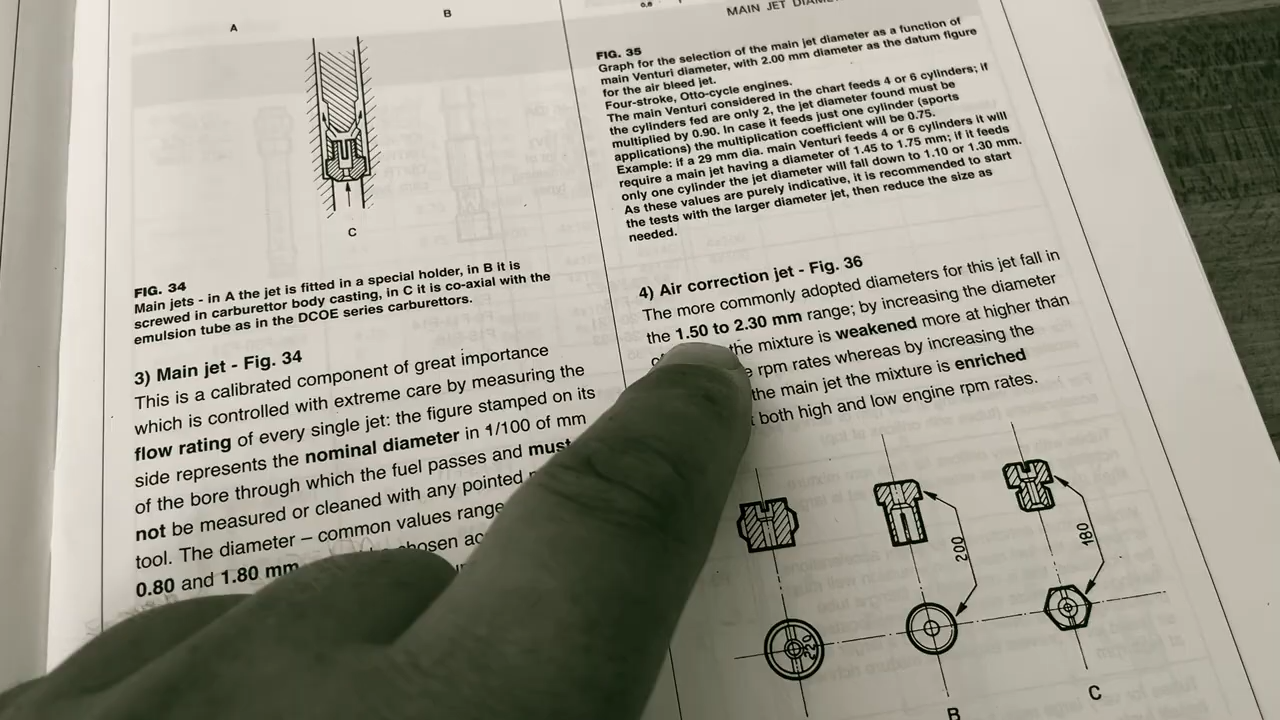 A
B
C
FIG. 34
Main jets - in A the jet is fitted in a special holder, in B it is
screwed in carburettor body casting, in C it is co-axial with the
emulsion tube as in the DCOE series carburettors.
3) Main jet - Fig. 34
This is a calibrated component of great importance
which is controlled with extreme care by measuring the
flow rating of every single jet: the figure stamped on its
side represents the nominal diameter in 1/100 of mm
of the bore through which the fuel passes and must
not be measured or cleaned with any pointed
tool. The diameter – common values range
0.80 and 1.80 mm
0,6
MAIN JET
FIG. 35
Graph for the selection of the main jet diameter as a function of
main Venturi diameter, with 2.00 mm diameter as the datum figure
for the air bleed jet.
Four-stroke, Otto-cycle engines.
The main Venturi considered in the chart feeds 4 or 6 cylinders; if
the cylinders fed are only 2, the jet diameter found must be
multiplied by 0.90. In case it feeds just one cylinder (sports
applications) the multiplication coefficient will be 0.75.
Example: if a 29 mm dia. main Venturi feeds 4 or 6 cylinders it will
require a main jet having a diameter of 1.45 to 1.75 mm; if it feeds
only one cylinder the jet diameter will fall down to 1.10 or 1.30 mm.
As these values are purely indicative, it is recommended to start
the tests with the larger diameter jet, then reduce the size as
needed.
4) Air correction jet - Fig. 36
The more commonly adopted diameters for this jet fall in
the 1.50 to 2.30 mm range; by increasing the diameter
the mixture is weakened more at higher than
rpm rates whereas by increasing the
the main jet the mixture is enriched
both high and low engine rpm rates.
200
180
220
B
C